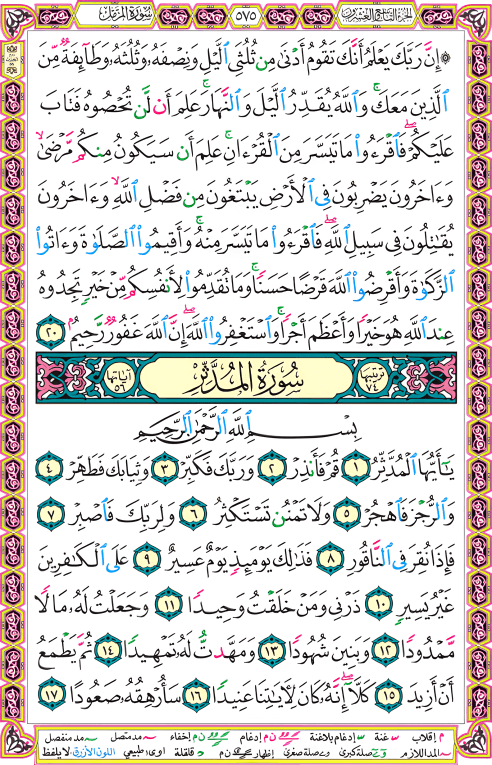 سورة المزمل ٥٧٥ الجزء التاسع والعشرون
۞ إِنَّ رَبَّكَ يَعْلَمُ أَنَّكَ تَقُومُ أَدْنَىٰ مِن ثُلُثَىِ ٱلَّيْلِ وَنِصْفَهُۥ وَثُلُثَهُۥ وَطَآئِفَةٌ مِّنَ
ٱلَّذِينَ مَعَكَ ۚ وَٱللَّهُ يُقَدِّرُ ٱلَّيْلَ وَٱلنَّهَارَ ۚ عَلِمَ أَن لَّن تُحْصُوهُ فَتَابَ
عَلَيْكُمْ ۖ فَٱقْرَءُوا۟ مَا تَيَسَّرَ مِنَ ٱلْقُرْءَانِ ۚ عَلِمَ أَن سَيَكُونُ مِنكُم مَّرْضَىٰ ۙ
وَءَاخَرُونَ يَضْرِبُونَ فِى ٱلْأَرْضِ يَبْتَغُونَ مِن فَضْلِ ٱللَّهِ ۙ وَءَاخَرُونَ
يُقَٰتِلُونَ فِى سَبِيلِ ٱللَّهِ ۖ فَٱقْرَءُوا۟ مَا تَيَسَّرَ مِنْهُ ۚ وَأَقِيمُوا۟ ٱلصَّلَوٰةَ وَءَاتُوا۟
ٱلزَّكَوٰةَ وَأَقْرِضُوا۟ ٱللَّهَ قَرْضًا حَسَنًا ۚ وَمَا تُقَدِّمُوا۟ لِأَنفُسِكُم مِّنْ خَيْرٍ تَجِدُوهُ
عِندَ ٱللَّهِ هُوَ خَيْرًا وَأَعْظَمَ أَجْرًا ۚ وَٱسْتَغْفِرُوا۟ ٱللَّهَ ۖ إِنَّ ٱللَّهَ غَفُورٌ رَّحِيمٌۢ ٢٠
ترتيبها ٧٤ سُورَةُ المُدَّثِّرِ آياتها ٥٦
بِسْمِ ٱللَّهِ ٱلرَّحْمَٰنِ ٱلرَّحِيمِ
يَٰٓأَيُّهَا ٱلْمُدَّثِّرُ ١ قُمْ فَأَنذِرْ ٢ وَرَبَّكَ فَكَبِّرْ ٣ وَثِيَابَكَ فَطَهِّرْ ٤
وَٱلرُّجْزَ فَٱهْجُرْ ٥ وَلَا تَمْنُن تَسْتَكْثِرُ ٦ وَلِرَبِّكَ فَٱصْبِرْ ٧
فَإِذَا نُقِرَ فِى ٱلنَّاقُورِ ٨ فَذَٰلِكَ يَوْمَئِذٍ يَوْمٌ عَسِيرٌ ٩ عَلَى ٱلْكَٰفِرِينَ
غَيْرُ يَسِيرٍ ١٠ ذَرْنِى وَمَنْ خَلَقْتُ وَحِيدًا ١١ وَجَعَلْتُ لَهُۥ مَالًا
مَّمْدُودًا ١٢ وَبَنِينَ شُهُودًا ١٣ وَمَهَّدتُّ لَهُۥ تَمْهِيدًا ١٤ ثُمَّ يَطْمَعُ
أَنْ أَزِيدَ ١٥ كَلَّآ ۖ إِنَّهُۥ كَانَ لِءَايَٰتِنَا عَنِيدًا ١٦ سَأُرْهِقُهُۥ صَعُودًا ١٧
م إقلاب غنة إدغام بلاغنة ن م إدغام ن م إخفاء مد متصل مد منفصل
المد اللازم صلة كبرى صلة صغرى إظهار ن م قلقلة اوى طبيعي اللون الأزرق لا يلفظ